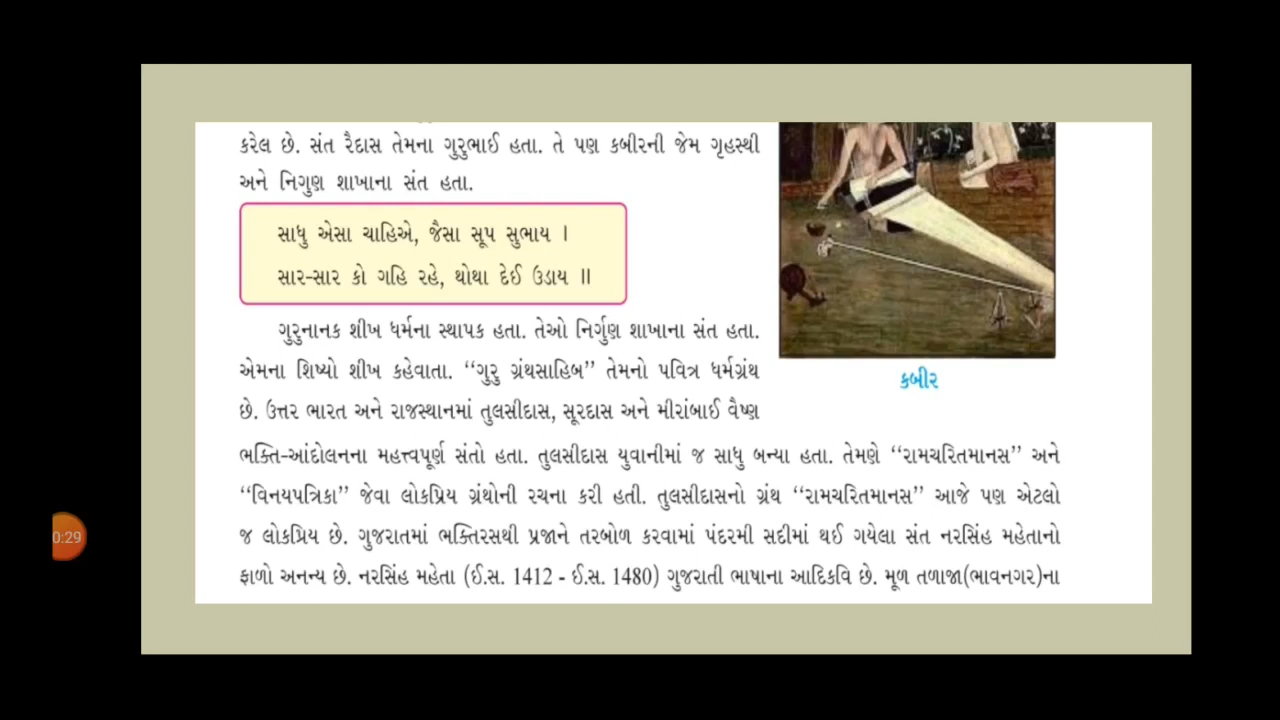 કરેલ છે. સંત રૈદાસ તેમના ગુરુભાઈ હતા. તે પણ કબીરની જેમ ગૃહસ્થી
અને નિગુણ શાખાના સંત હતા.
સાધુ એસા ચાહિએ, જૈસા સૂપ સુભાય ।
સાર-સાર કો ગહિ રહે, થોથા દેઈ ઉડાય ॥
કબીર
ગુરુનાનક શીખ ધર્મના સ્થાપક હતા. તેઓ નિર્ગુણ શાખાના સંત હતા.
એમના શિષ્યો શીખ કહેવાતા. “ગુરુ ગ્રંથસાહિબ” તેમનો પવિત્ર ધર્મગ્રંથ
છે. ઉત્તર ભારત અને રાજસ્થાનમાં તુલસીદાસ, સૂરદાસ અને મીરાંબાઈ વૈષ્ણ
ભક્તિ-આંદોલનના મહત્ત્વપૂર્ણ સંતો હતા. તુલસીદાસ યુવાનીમાં જ સાધુ બન્યા હતા. તેમણે “રામચરિતમાનસ” અને
“વિનયપત્રિકા” જેવા લોકપ્રિય ગ્રંથોની રચના કરી હતી. તુલસીદાસનો ગ્રંથ “રામચરિતમાનસ” આજે પણ એટલો
જ લોકપ્રિય છે. ગુજરાતમાં ભક્તિરસથી પ્રજાને તરબોળ કરવામાં પંદરમી સદીમાં થઈ ગયેલા સંત નરસિંહ મહેતાનો
ફાળો અનન્ય છે. નરસિંહ મહેતા (ઈ.સ. 1412 - ઈ.સ. 1480) ગુજરાતી ભાષાના આદિકવિ છે. મૂળ તળાજા(ભાવનગર)ના
0:29